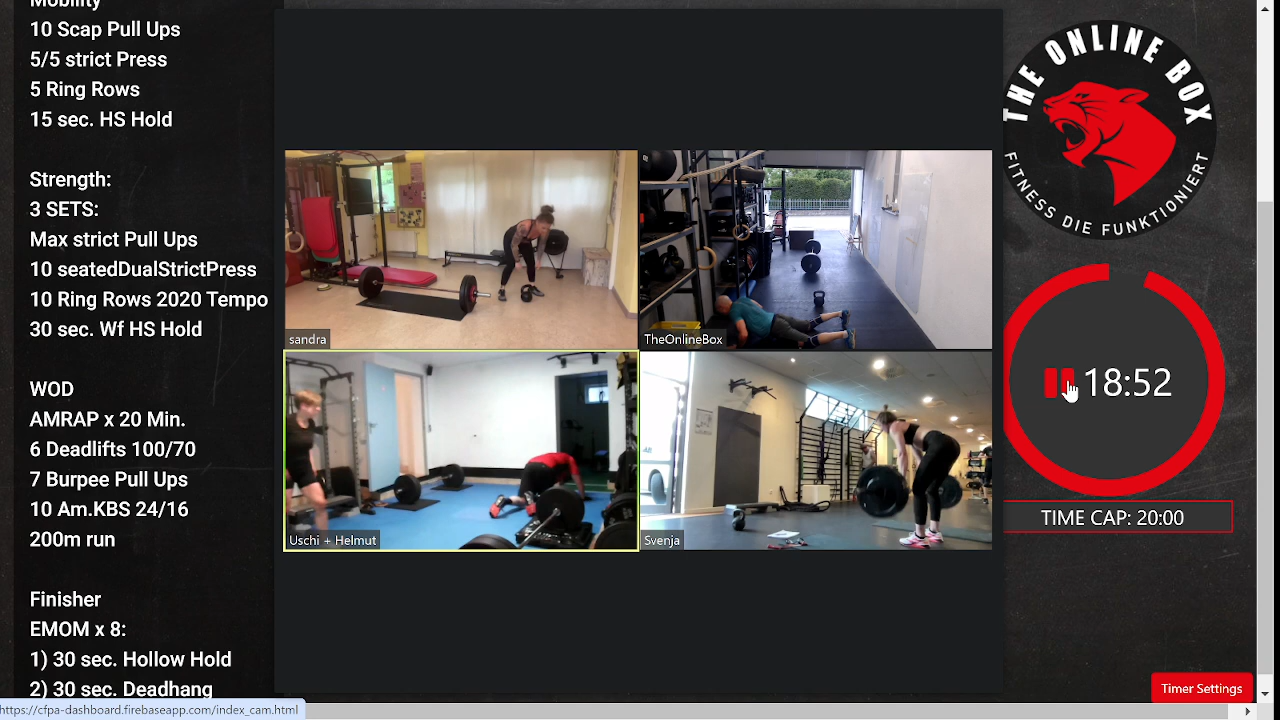 Mobility
10 Scap Pull Ups
5/5 strict Press
5 Ring Rows
15 sec. HS Hold
Strength:
3 SETS:
Max strict Pull Ups
10 seatedDualStrictPress
10 Ring Rows 2020 Tempo
30 sec. Wf HS Hold
WOD
AMRAP x 20 Min.
6 Deadlifts 100/70
7 Burpee Pull Ups
10 Am.KBS 24/16
200m run
Finisher
EMOM x 8:
1) 30 sec. Hollow Hold
2) 30 sec. Deadhang
https://cfpa-dashboard.firebaseapp.com/index_cam.html
sandra
TheOnlineBox
Uschi + Helmut
Svenja
THE ONLINE BOX
FITNESS DIE FUNKTIONIERT
18:52
TIME CAP: 20:00
Timer Settings